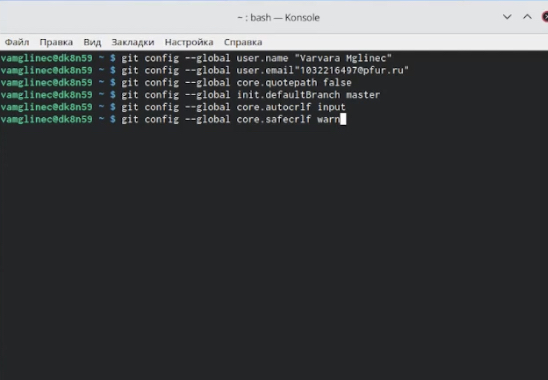 ~ : bash — Konsole
Файл Правка Вид Закладки Настройка Справка
vamglinec@dk8n59 ~ $ git config --global user.name "Varvara Mglinec"
vamglinec@dk8n59 ~ $ git config --global user.email"1032216497@pfur.ru"
vamglinec@dk8n59 ~ $ git config --global core.quotepath false
vamglinec@dk8n59 ~ $ git config --global init.defaultBranch master
vamglinec@dk8n59 ~ $ git config --global core.autocrlf input
vamglinec@dk8n59 ~ $ git config --global core.safecrlf warn